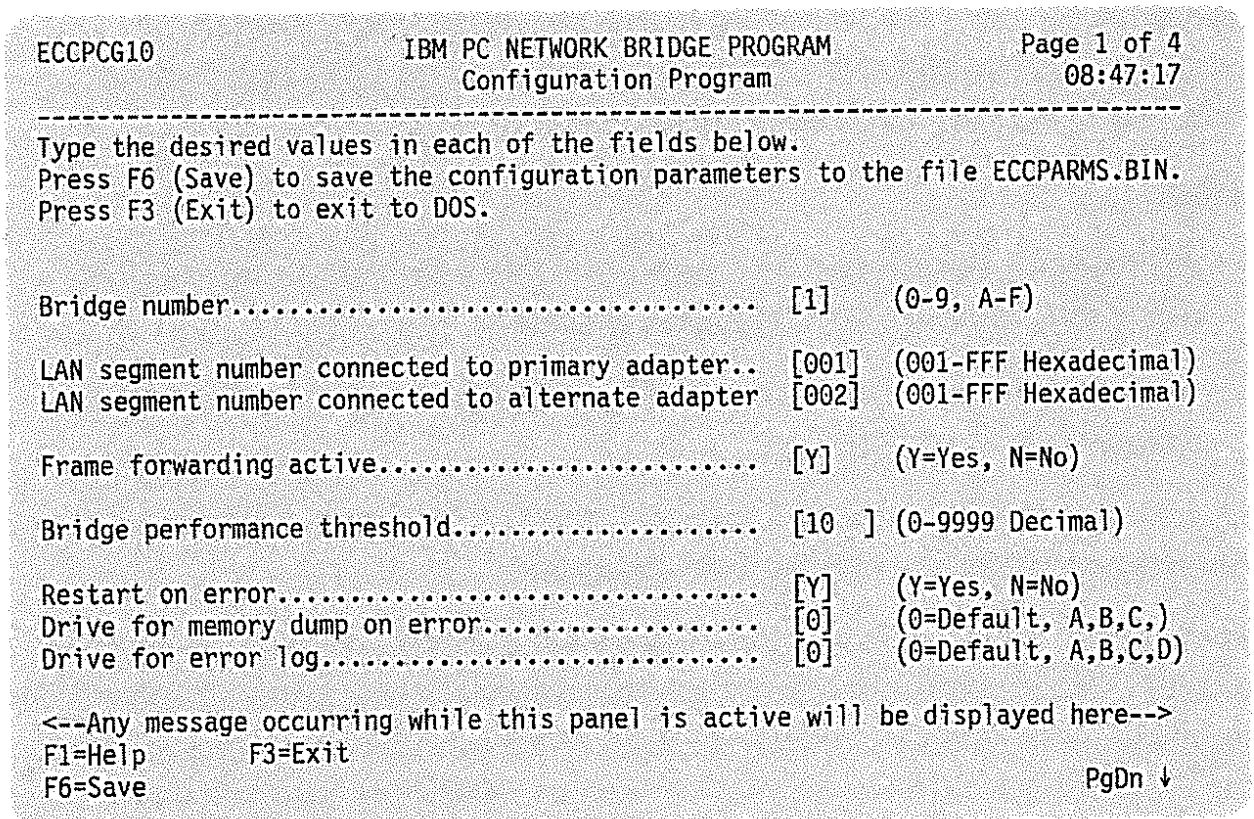 ECCPCG10 IBM PC NETWORK BRIDGE PROGRAM Page 1 of 4
Configuration Program 08:47:17
--------------------------------------------------------------------------------
Type the desired values in each of the fields below.
Press F6 (Save) to save the configuration parameters to the file ECCPARMS.BIN.
Press F3 (Exit) to exit to DOS.
Bridge number.................................... [1] (0-9, A-F)
LAN segment number connected to primary adapter.. [001] (001-FFF Hexadecimal)
LAN segment number connected to alternate adapter [002] (001-FFF Hexadecimal)
Frame forwarding active.......................... [Y] (Y=Yes, N=No)
Bridge performance threshold..................... [10 ] (0-9999 Decimal)
Restart on error................................. [Y] (Y=Yes, N=No)
Drive for memory dump on error................... [0] (0=Default, A,B,C,)
Drive for error log.............................. [0] (0=Default, A,B,C,D)
<--Any message occurring while this panel is active will be displayed here-->
F1=Help F3=Exit
F6=Save PgDn ↓